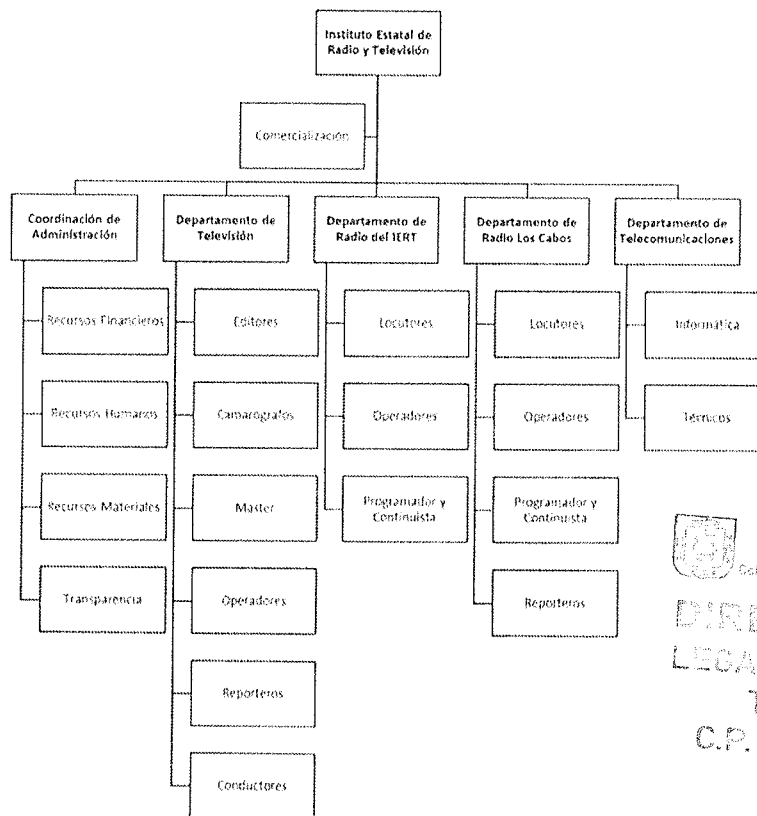 Instituto Estatal de
Radio y Televisión
Comercialización
Coordinación de
Administración
Recursos Financieros
Recursos Humanos
Recursos Materiales
Transparencia
Departamento de
Televisión
Editores
Camarógrafos
Master
Operadores
Reporteros
Conductores
Departamento de
Radio del IERT
Locutores
Operadores
Programador y
Continuista
Departamento de
Radio Los Cabos
Locutores
Operadores
Programador y
Continuista
Reporteros
Departamento de
Telecomunicaciones
Informática
Técnicos
C.P.